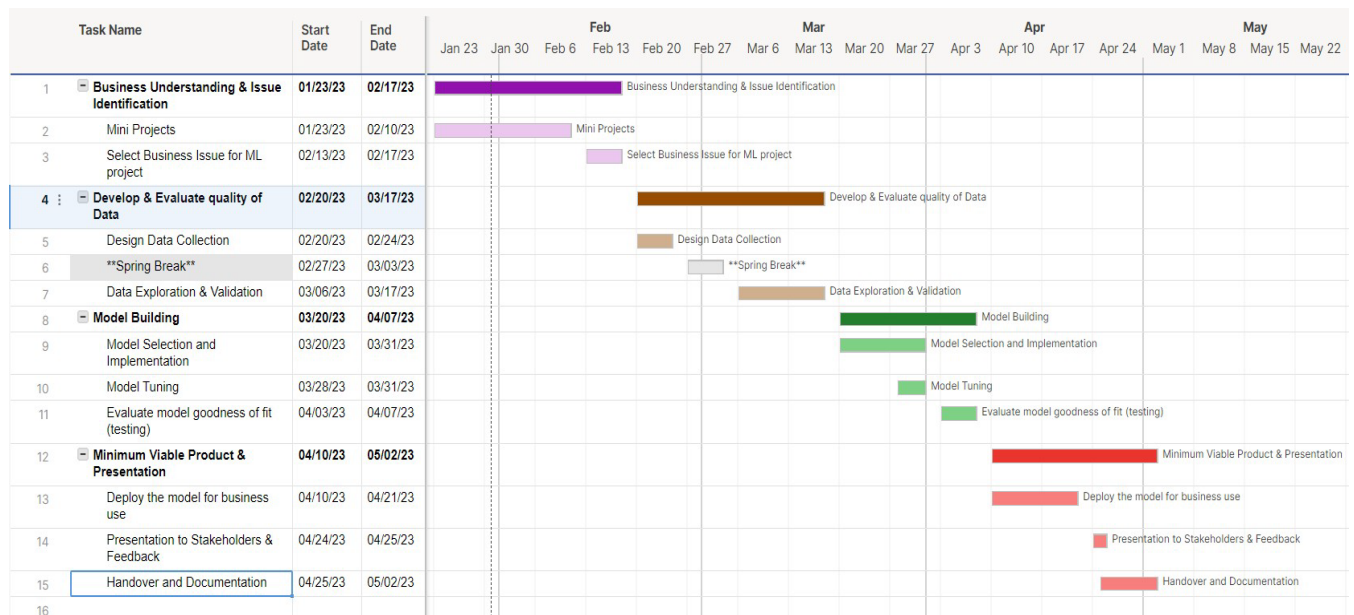 Task Name Start Date End Date
Feb Mar Apr May
Jan 23 Jan 30 Feb 6 Feb 13 Feb 20 Feb 27 Mar 6 Mar 13 Mar 20 Mar 27 Apr 3 Apr 10 Apr 17 Apr 24 May 1 May 8 May 15 May 22
1 Business Understanding & Issue Identification 01/23/23 02/17/23 Business Understanding & Issue Identification
2 Mini Projects 01/23/23 02/10/23 Mini Projects
3 Select Business Issue for ML project 02/13/23 02/17/23 Select Business Issue for ML project
4 Develop & Evaluate quality of Data 02/20/23 03/17/23 Develop & Evaluate quality of Data
5 Design Data Collection 02/20/23 02/24/23 Design Data Collection
6 **Spring Break** 02/27/23 03/03/23 **Spring Break**
7 Data Exploration & Validation 03/06/23 03/17/23 Data Exploration & Validation
8 Model Building 03/20/23 04/07/23 Model Building
9 Model Selection and Implementation 03/20/23 03/31/23 Model Selection and Implementation
10 Model Tuning 03/28/23 03/31/23 Model Tuning
11 Evaluate model goodness of fit (testing) 04/03/23 04/07/23 Evaluate model goodness of fit (testing)
12 Minimum Viable Product & Presentation 04/10/23 05/02/23 Minimum Viable Product & Presentation
13 Deploy the model for business use 04/10/23 04/21/23 Deploy the model for business use
14 Presentation to Stakeholders & Feedback 04/24/23 04/25/23 Presentation to Stakeholders & Feedback
15 Handover and Documentation 04/25/23 05/02/23 Handover and Documentation
16